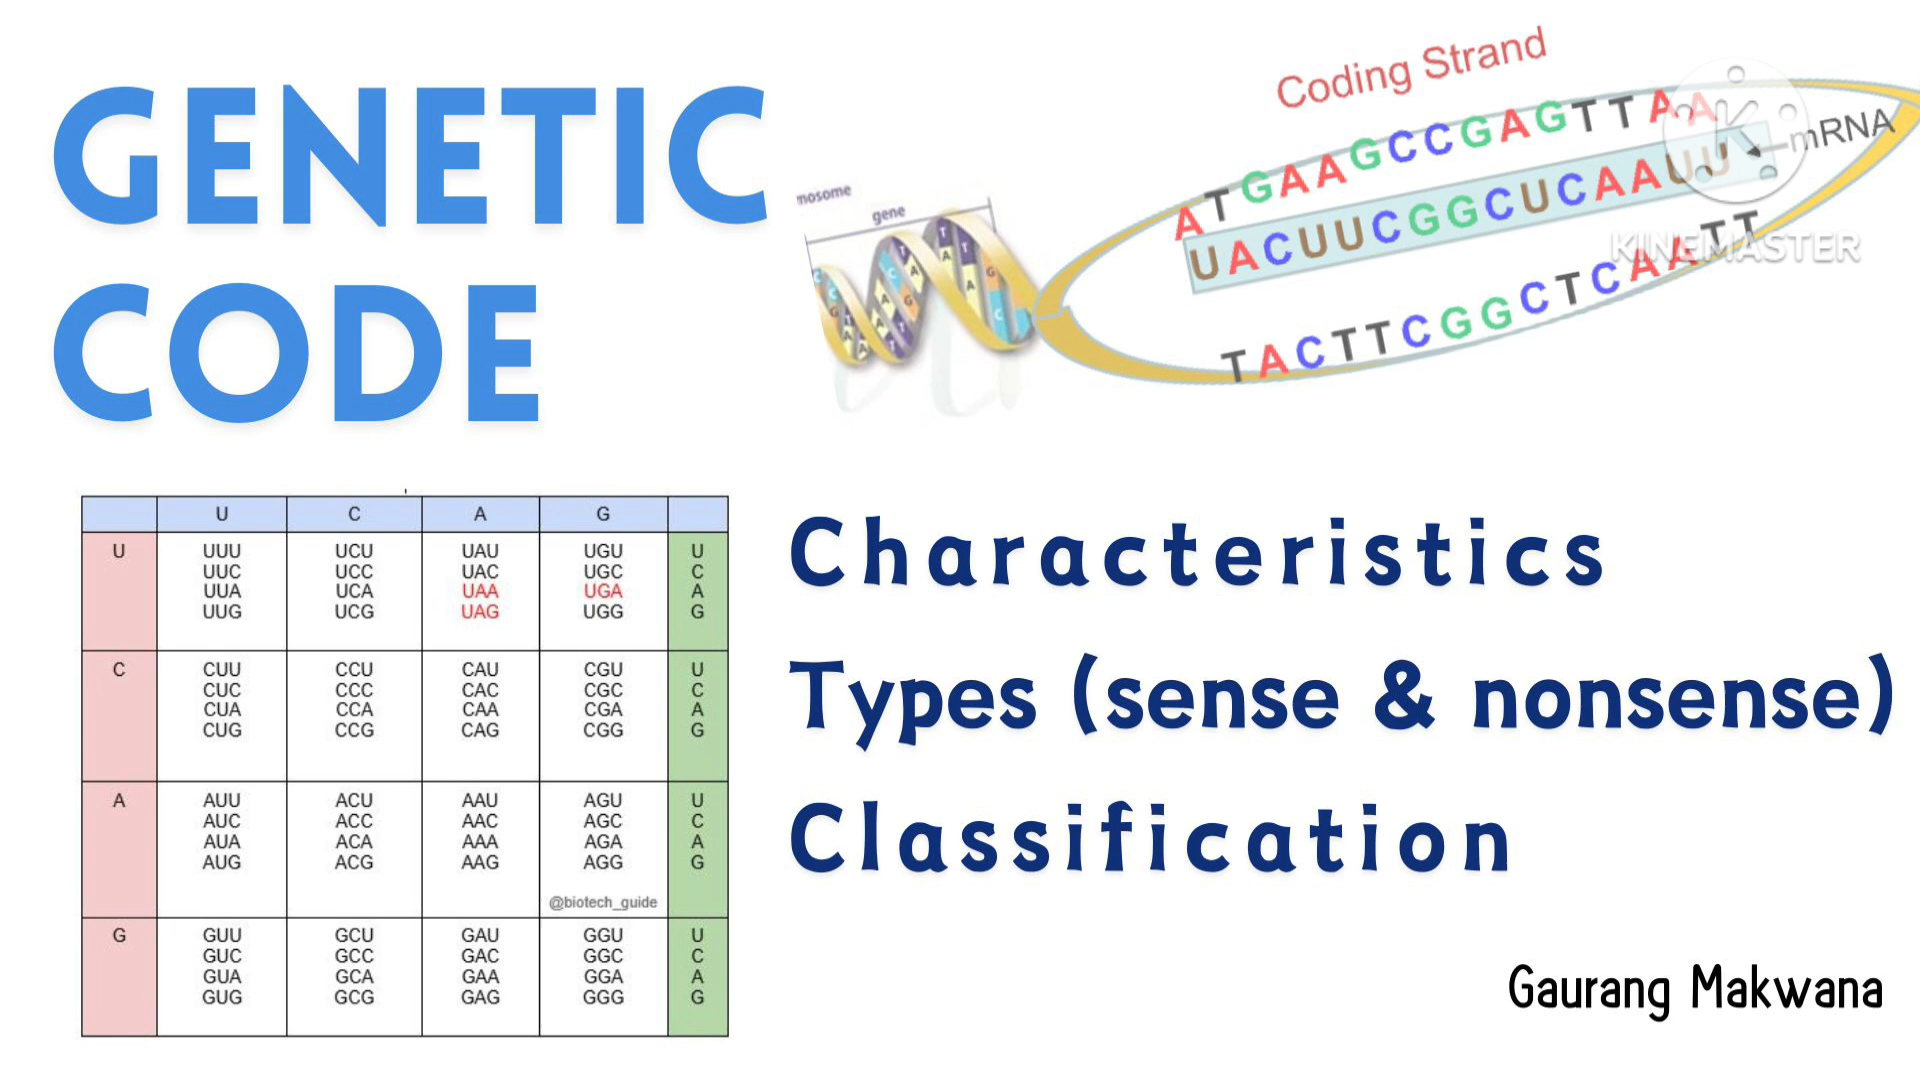 GENETIC
CODE
Coding Strand
ATGAAGCCGAGTTAA
UACUUCGGCUCAAUU
mRNA
TACTTCGGCTCAATT
KINEMASTER
mosome
gene
U C A G
U UUU UCU UAU UGU U
UUC UCC UAC UGC C
UUA UCA UAA UGA A
UUG UCG UAG UGG G
C CUU CCU CAU CGU U
CUC CCC CAC CGC C
CUA CCA CAA CGA A
CUG CCG CAG CGG G
A AUU ACU AAU AGU U
AUC ACC AAC AGC C
AUA ACA AAA AGA A
AUG ACG AAG AGG G
@biotech_guide
G GUU GCU GAU GGU U
GUC GCC GAC GGC C
GUA GCA GAA GGA A
GUG GCG GAG GGG G
Characteristics
Types (sense & nonsense)
Classification
Gaurang Makwana